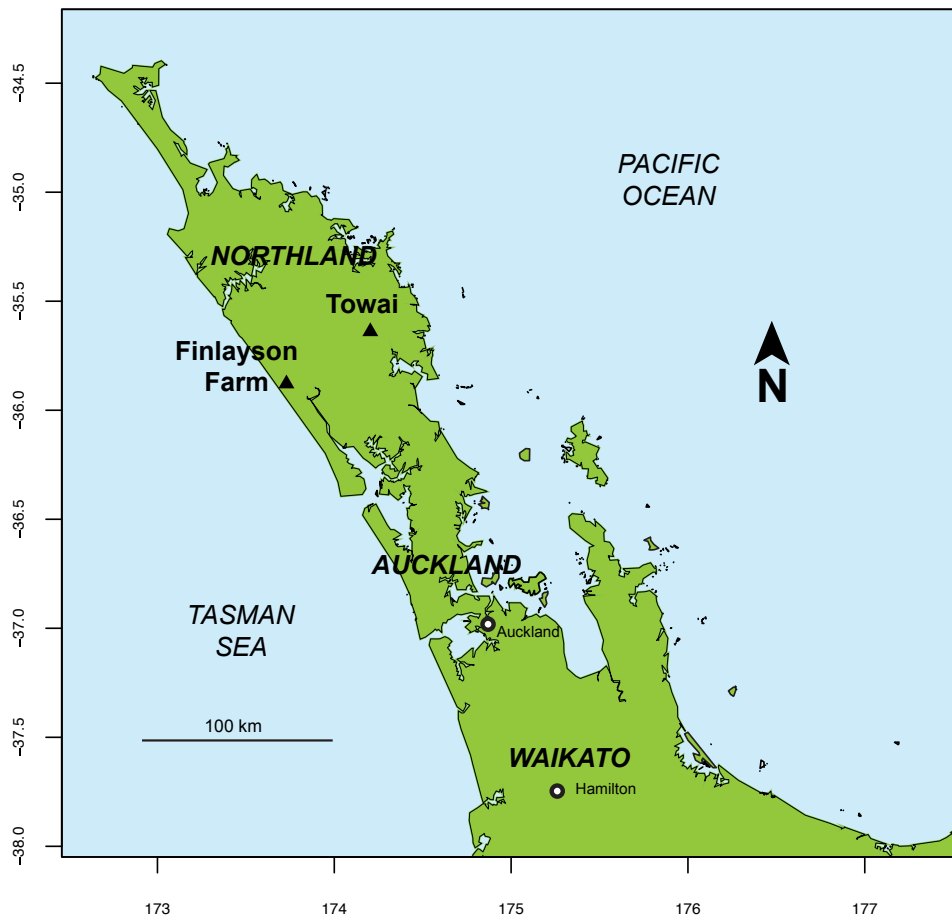 PACIFIC
OCEAN
NORTHLAND
Towai
Finlayson
Farm
N
AUCKLAND
TASMAN
SEA
Auckland
100 km
WAIKATO
Hamilton
−34.5
−35.0
−35.5
−36.0
−36.5
−37.0
−37.5
−38.0
173
174
175
176
177